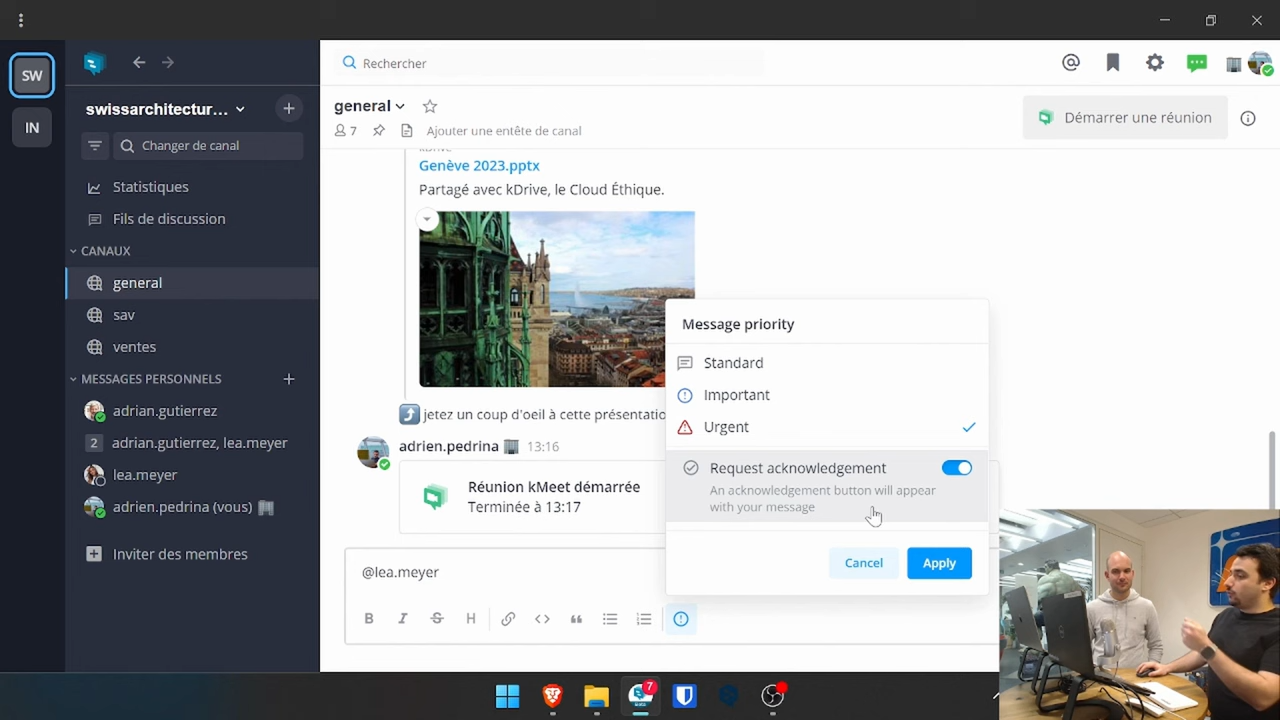 SW
IN
swissarchitectur...
Changer de canal
Statistiques
Fils de discussion
CANAUX
general
sav
ventes
MESSAGES PERSONNELS
adrian.gutierrez
2 adrian.gutierrez, lea.meyer
lea.meyer
adrien.pedrina (vous)
Inviter des membres
Rechercher
general
7
Ajouter une entête de canal
Démarrer une réunion
Genève 2023.pptx
Partagé avec kDrive, le Cloud Éthique.
jetez un coup d'oeil à cette présentatio
adrien.pedrina 13:16
Réunion kMeet démarrée
Terminée à 13:17
Message priority
Standard
Important
Urgent
Request acknowledgement
An acknowledgement button will appear
with your message
Cancel
Apply
@lea.meyer
B I S H
7